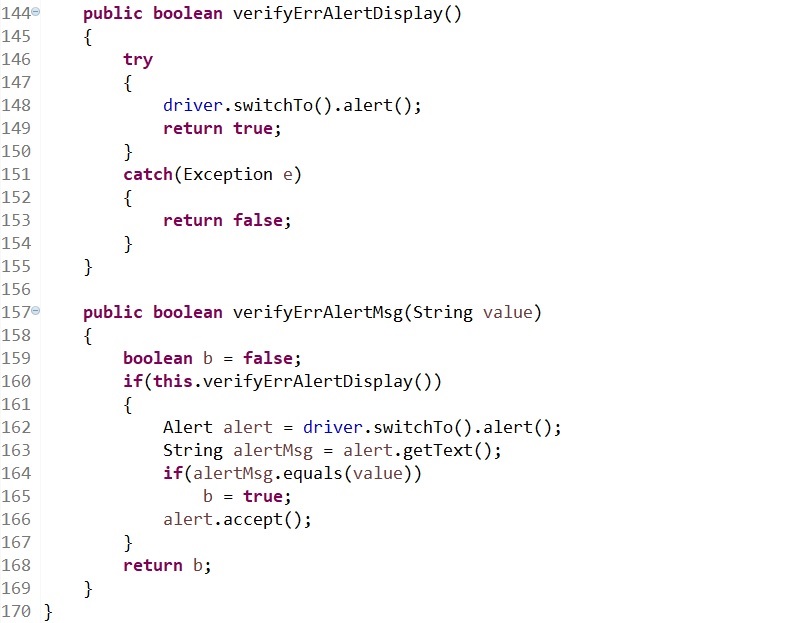 144 public boolean verifyErrAlertDisplay()
145 {
146 try
147 {
148 driver.switchTo().alert();
149 return true;
150 }
151 catch(Exception e)
152 {
153 return false;
154 }
155 }
156
157 public boolean verifyErrAlertMsg(String value)
158 {
159 boolean b = false;
160 if(this.verifyErrAlertDisplay())
161 {
162 Alert alert = driver.switchTo().alert();
163 String alertMsg = alert.getText();
164 if(alertMsg.equals(value))
165 b = true;
166 alert.accept();
167 }
168 return b;
169 }
170 }